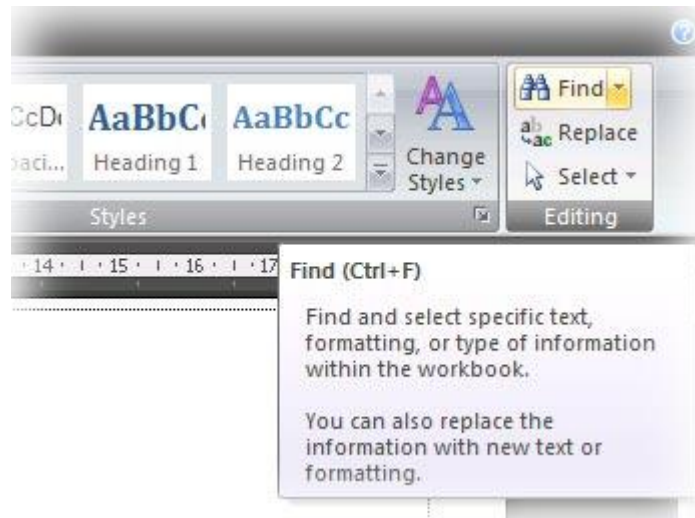 AaBbCc
AaBbCc
Find
Replace
Heading 1
Heading 2
Change
Styles
Select
Styles
Editing
14 15 16 17
Find (Ctrl+F)
Find and select specific text,
formatting, or type of information
within the workbook.
You can also replace the
information with new text or
formatting.